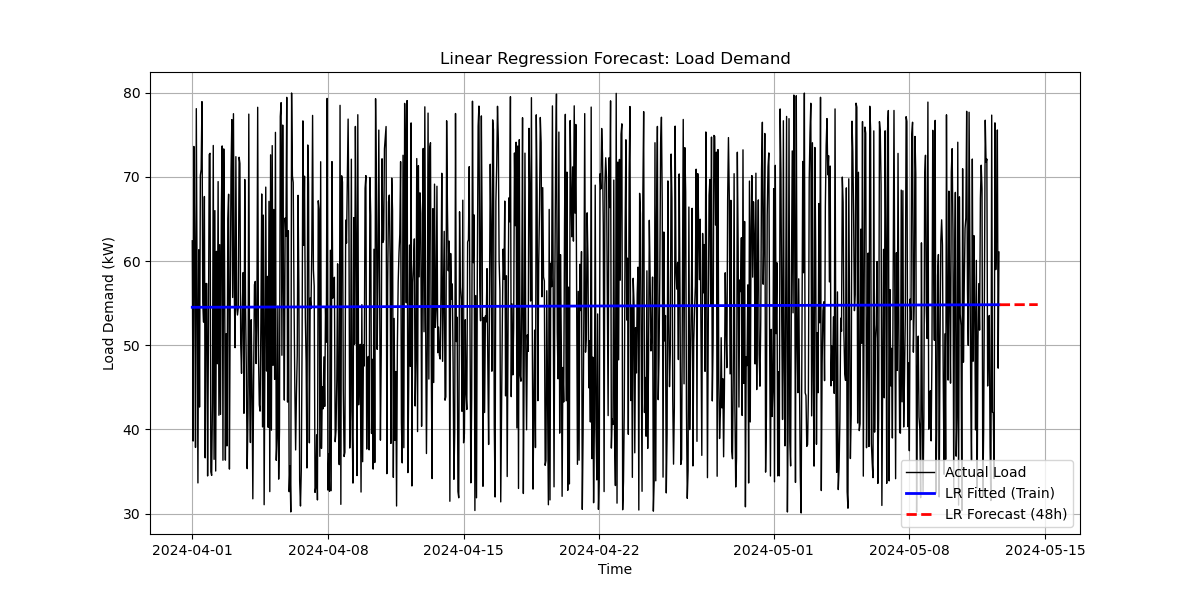 Linear Regression Forecast: Load Demand
80
70
60
50
40
30
Load Demand (kW)
Actual Load
LR Fitted (Train)
LR Forecast (48h)
2024-04-01 2024-04-08 2024-04-15 2024-04-22 2024-05-01 2024-05-08 2024-05-15
Time